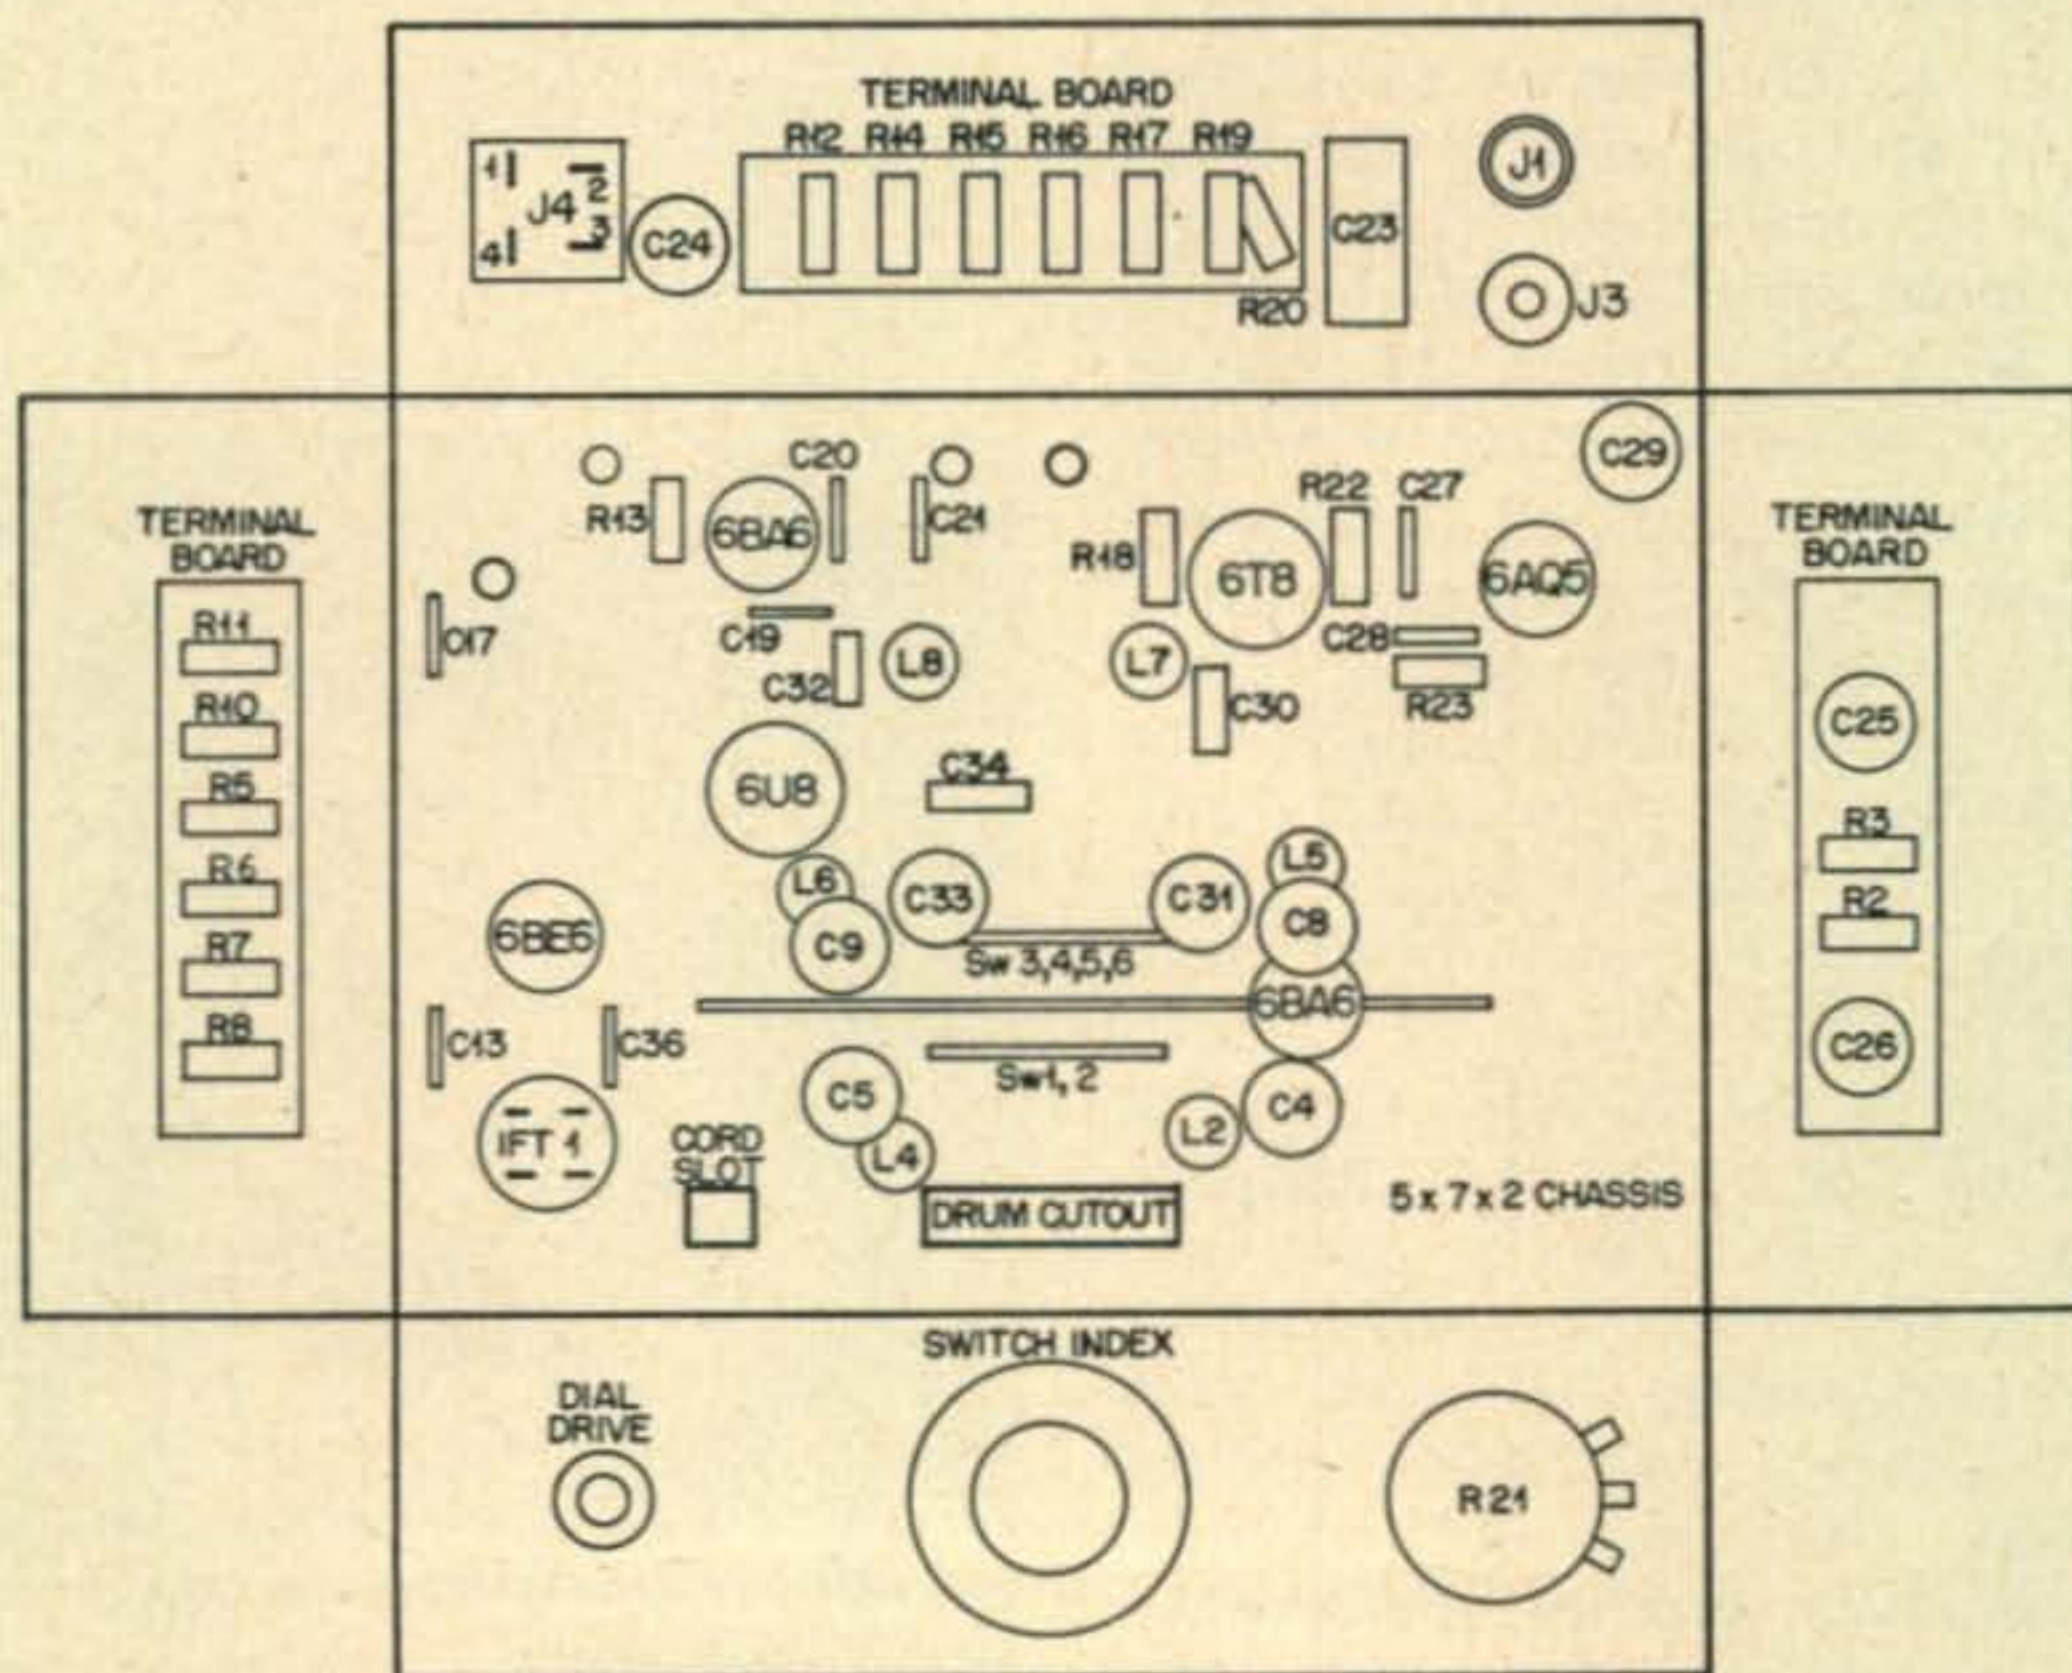 TERMINAL BOARD
R12 R14 R15 R16 R17 R19
1 2
J4
4 3
C24
C23
J1
R20
J3
C20
C29
R13
6BA6
C21
R22 C27
R18
6T8
6AQ5
TERMINAL
BOARD
R11
R10
R5
R6
R7
R8
TERMINAL
BOARD
C25
R3
R2
C26
C17
C19
C32
L8
L7
C28
C30
R23
6U8
C34
L6
C33
C31
L5
C8
6BE6
C9
Sw 3,4,5,6
6BA6
C13
C36
Sw1, 2
C5
C4
IFT 1
CORD
SLOT
L4
L2
DRUM CUTOUT
5 x 7 x 2 CHASSIS
SWITCH INDEX
DIAL
DRIVE
R21